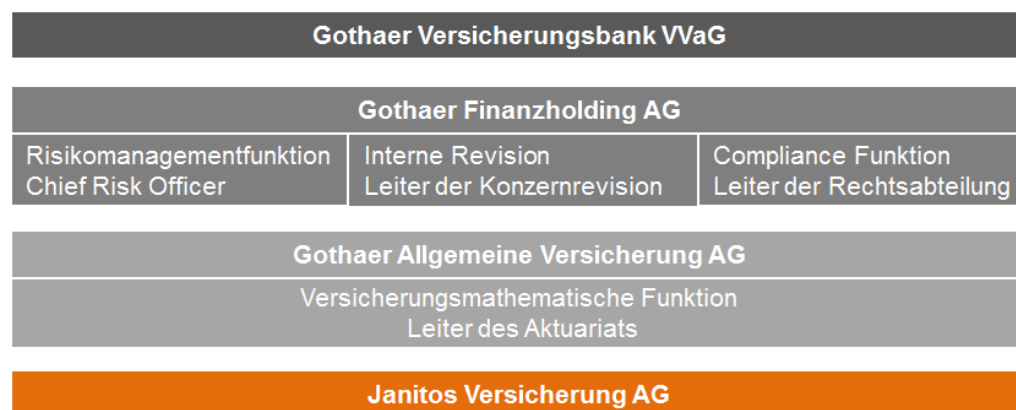 Gothaer Versicherungsbank VVaG
Gothaer Finanzholding AG
Risikomanagementfunktion
Chief Risk Officer
Interne Revision
Leiter der Konzernrevision
Compliance Funktion
Leiter der Rechtsabteilung
Gothaer Allgemeine Versicherung AG
Versicherungsmathematische Funktion
Leiter des Aktuariats
Janitos Versicherung AG